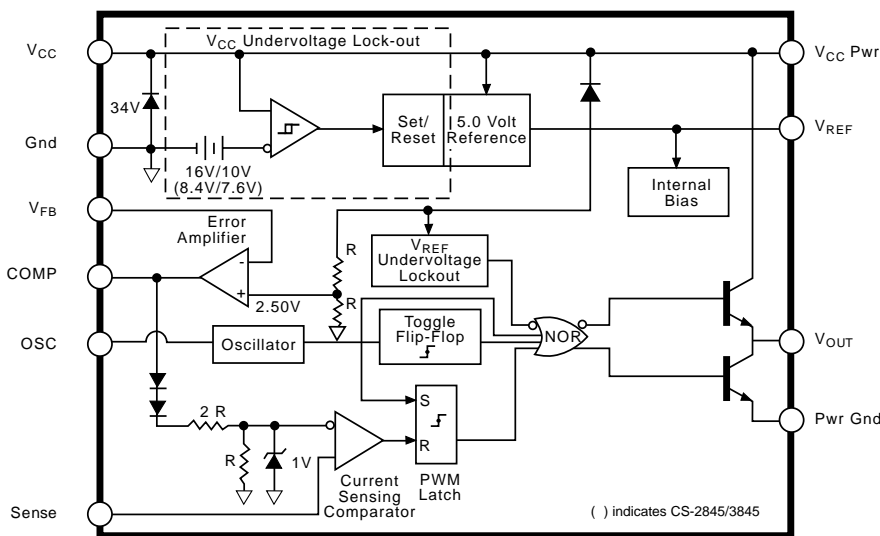 VCC
VCC Undervoltage Lock-out
VCC Pwr
34V
Set/
Reset
5.0 Volt
Reference
Gnd
VREF
16V/10V
(8.4V/7.6V)
Internal
Bias
VFB
Error
Amplifier
R
VREF
Undervoltage
Lockout
COMP
-
+
2.50V
R
OSC
Oscillator
Toggle
Flip-Flop
NOR
VOUT
S
R
2 R
R
1V
Pwr Gnd
Current
Sensing
Comparator
PWM
Latch
Sense
( ) indicates CS-2845/3845